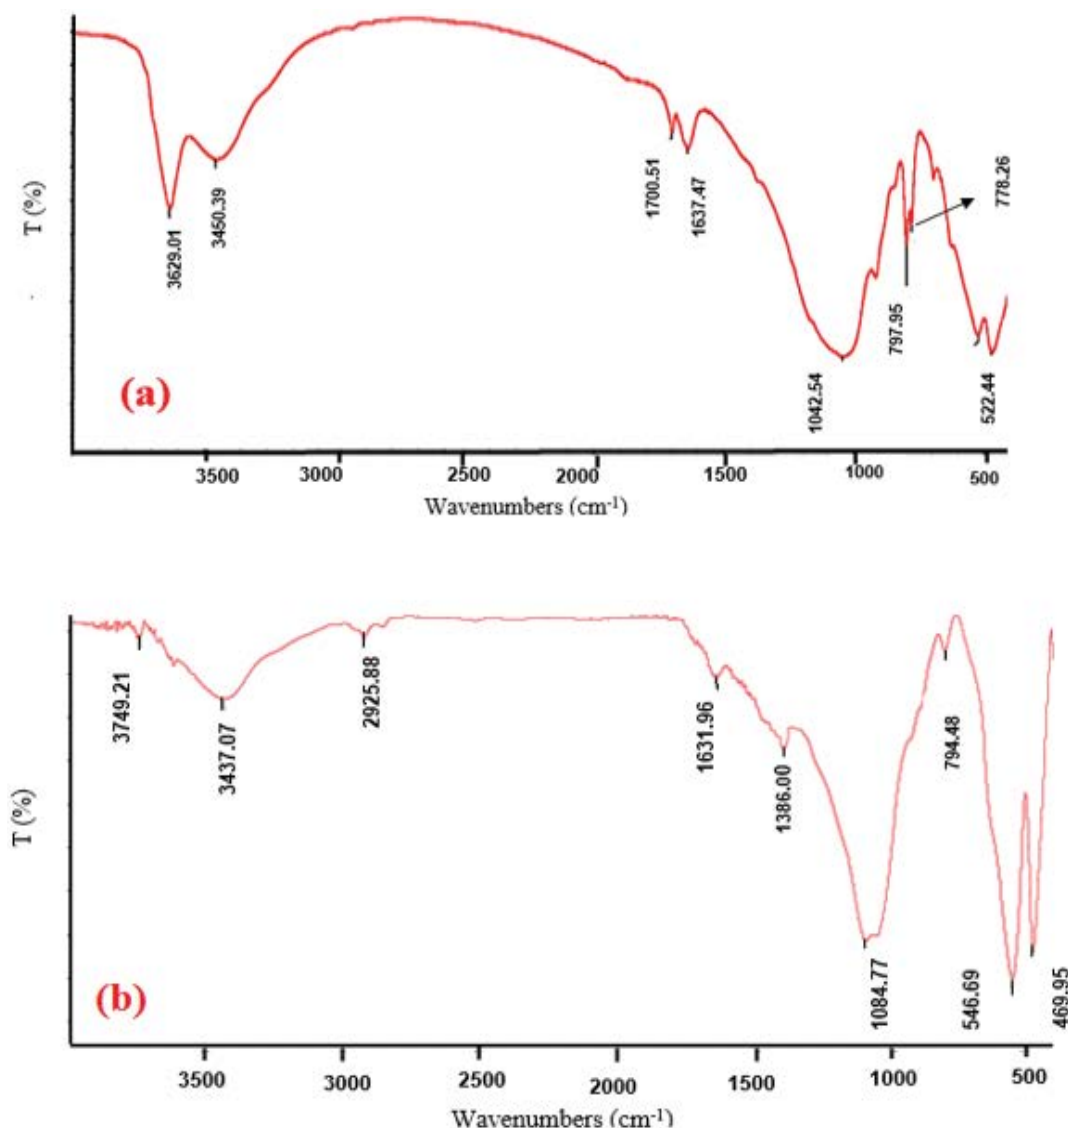 T (%)
3629.01
3450.39
1700.51
1637.47
1042.54
797.95
778.26
522.44
(a)
3500 3000 2500 2000 1500 1000 500
Wavenumbers (cm-1)
T (%)
3749.21
3437.07
2925.88
1631.96
1386.00
1084.77
794.48
546.69
469.95
(b)
3500 3000 2500 2000 1500 1000 500
Wavenumbers (cm-1)